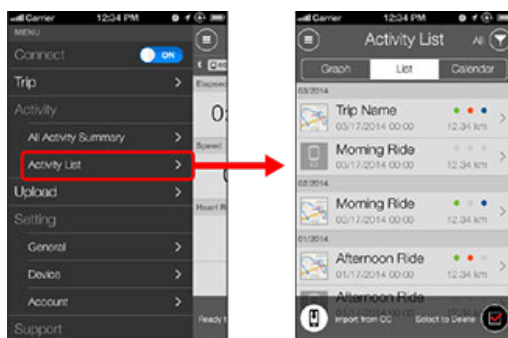 Carrier 12:34 PM
MENU
Connect ON
Trip
Activity
All Activity Summary
Activity List
Upload
Setting
General
Device
Account
Support
Elapsed
0:
Speed
Heart R
Ready t
Carrier 12:34 PM
Activity List All
Graph List Calendar
03/2014
Trip Name
03/17/2014 00:00 12.34 km
Morning Ride
03/17/2014 00:00 12.34 km
02/2014
Morning Ride
02/17/2014 00:00 12.34 km
01/2014
Afternoon Ride
01/17/2014 00:00 12.34 km
Afternoon Ride
Import from CC Select to Delete